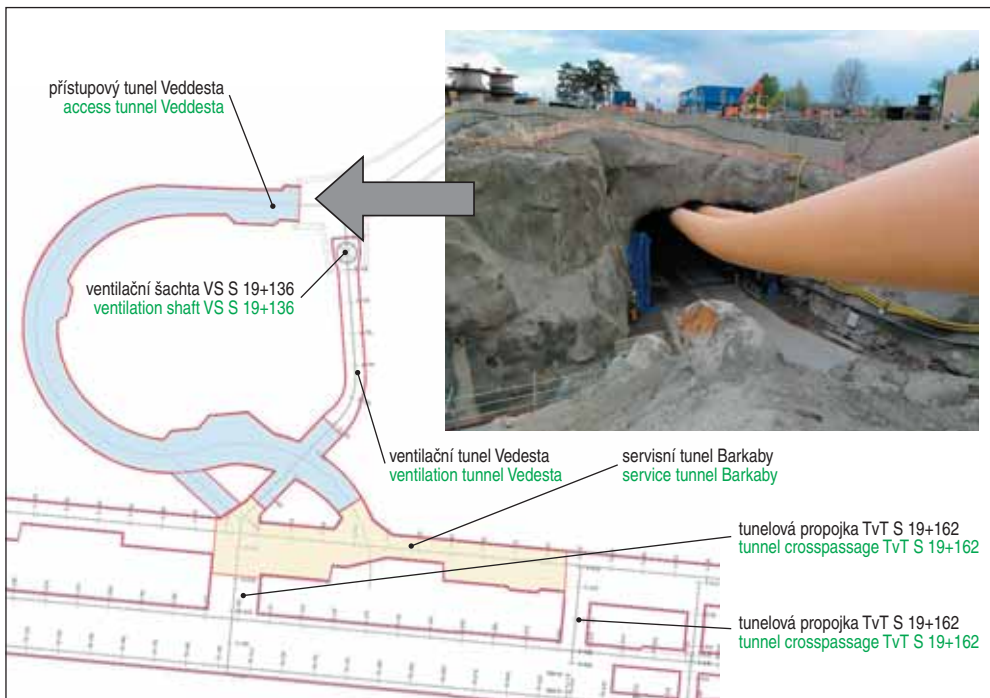 přístupový tunel Veddesta
access tunnel Veddesta
ventilační šachta VS S 19+136
ventilation shaft VS S 19+136
ventilační tunel Vedesta
ventilation tunnel Vedesta
servisní tunel Barkaby
service tunnel Barkaby
tunelová propojka TvT S 19+162
tunnel crosspassage TvT S 19+162
tunelová propojka TvT S 19+162
tunnel crosspassage TvT S 19+162